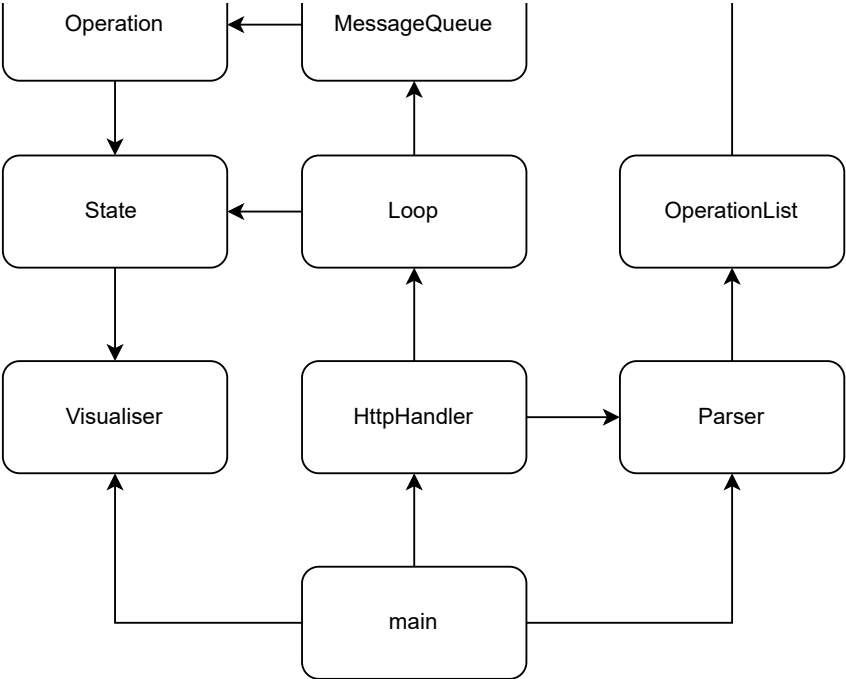 Operation
MessageQueue
State
Loop
OperationList
Visualiser
HttpHandler
Parser
main